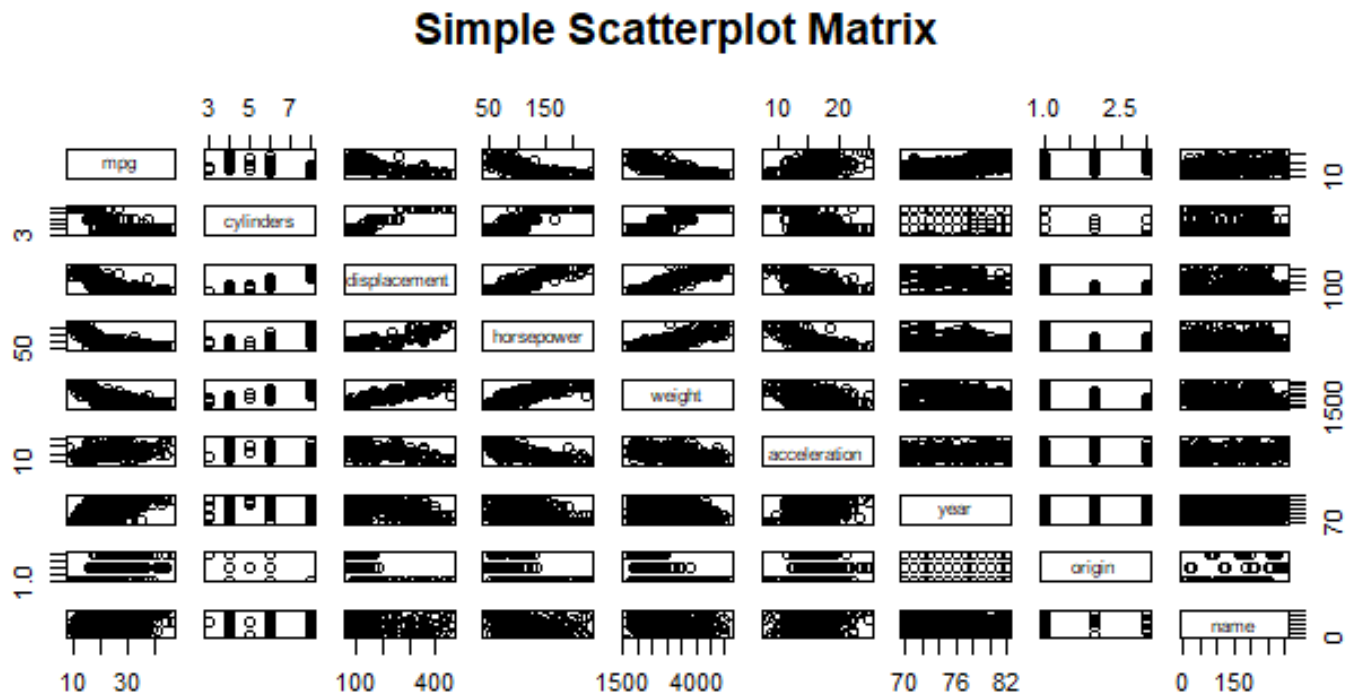 Simple Scatterplot Matrix
3 5 7 50 150 10 20 1.0 2.5
mpg 10
3 cylinders
displacement 100
50 horsepower
weight 1500
10 acceleration
year 70
1.0 origin
name 0
10 30 100 400 1500 4000 70 76 82 0 150